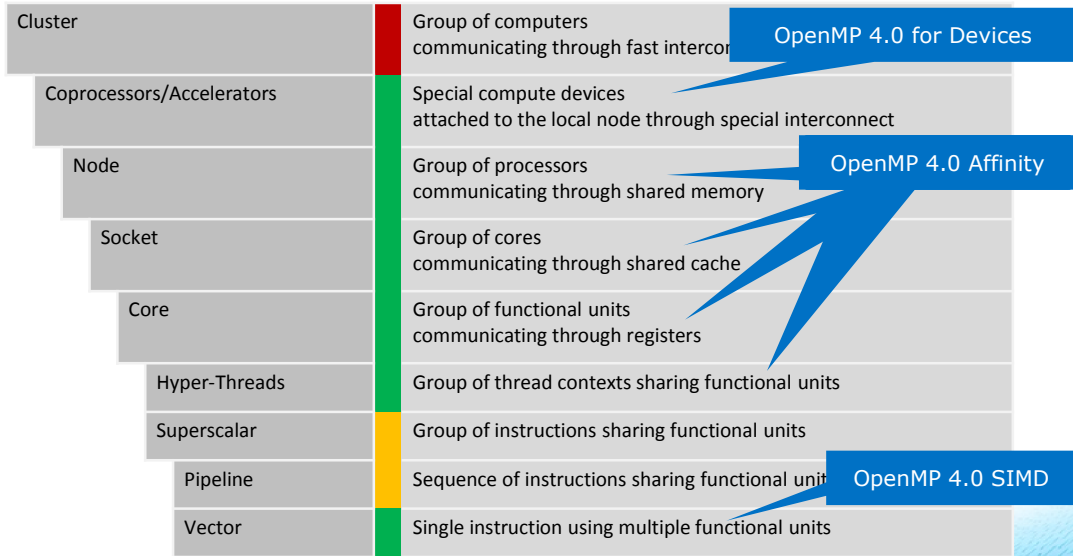 Cluster
Group of computers
communicating through fast
OpenMP 4.0 for Devices
Coprocessors/Accelerators
Special compute devices
attached to the local node through special interconnect
Node
Group of processors
communicating through shared memory
OpenMP 4.0 Affinity
Socket
Group of cores
communicating through shared cache
Core
Group of functional units
communicating through registers
Hyper-Threads
Group of thread contexts sharing functional units
Superscalar
Group of instructions sharing functional units
Pipeline
Sequence of instructions sharing functional
OpenMP 4.0 SIMD
Vector
Single instruction using multiple functional units